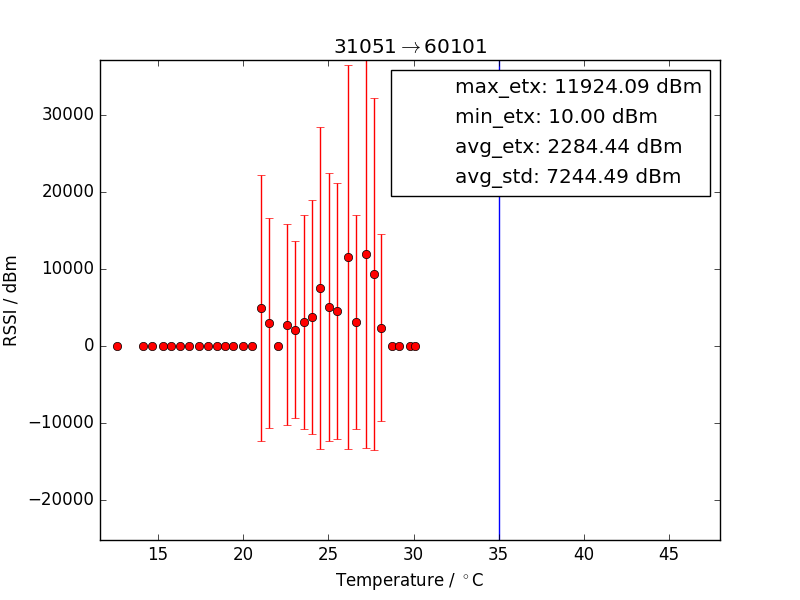 31051→60101
max_etx: 11924.09 dBm
min_etx: 10.00 dBm
avg_etx: 2284.44 dBm
avg_std: 7244.49 dBm
RSSI / dBm
30000
20000
10000
0
−10000
−20000
15 20 25 30 35 40 45
Temperature / °C